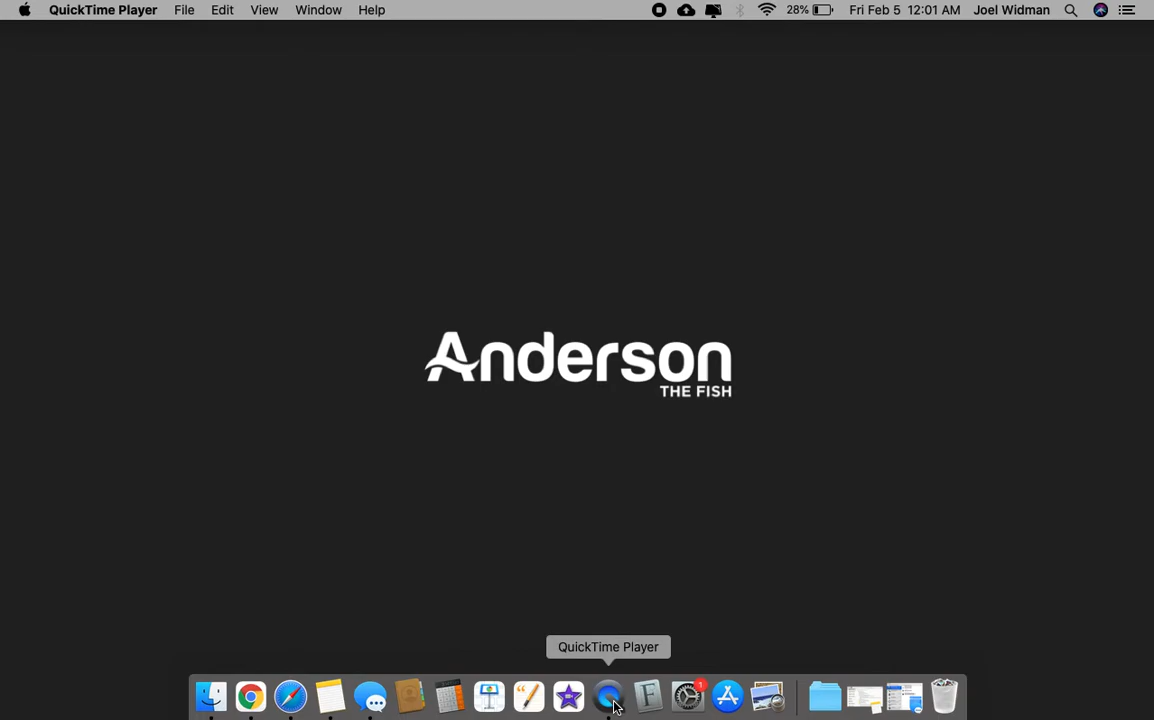 QuickTime Player File Edit View Window Help 28% Fri Feb 5 12:01 AM Joel Widman
Anderson
THE FISH
QuickTime Player
1